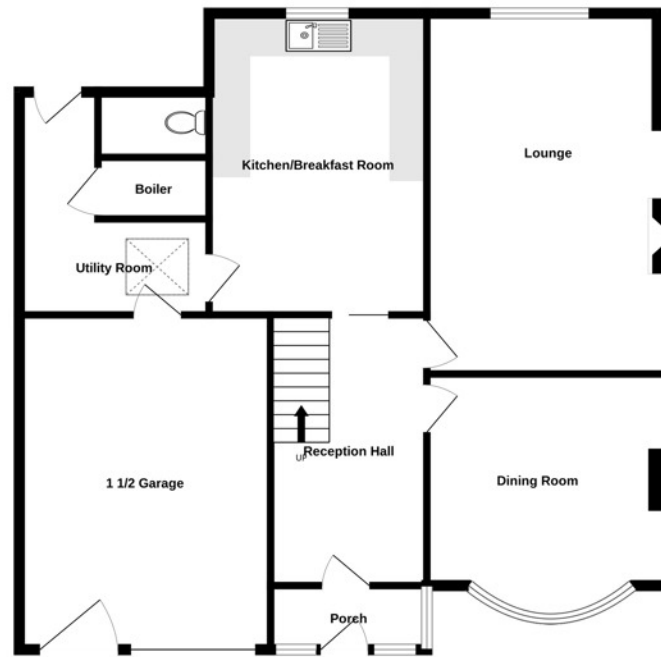 Kitchen/Breakfast Room
Lounge
Boiler
Utility Room
UP
Reception Hall
1 1/2 Garage
Dining Room
Porch